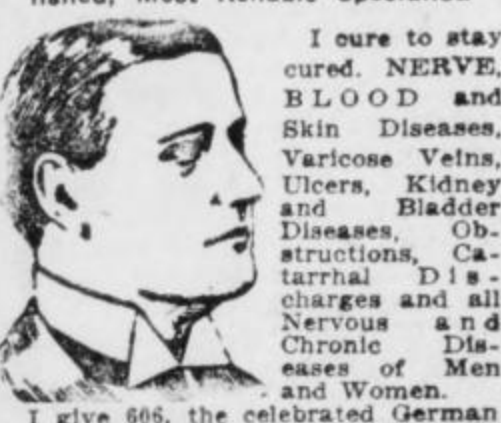 I cure to stay
cured. NERVE,
BLOOD and
Skin Diseases,
Varicose Veins,
Ulcers, Kidney
and Bladder
Diseases, Ob-
structions, Ca-
tarrhal Dis-
charges and all
Nervous and
Chronic Dis-
eases of Men
and Women.
I give 606, the celebrated German